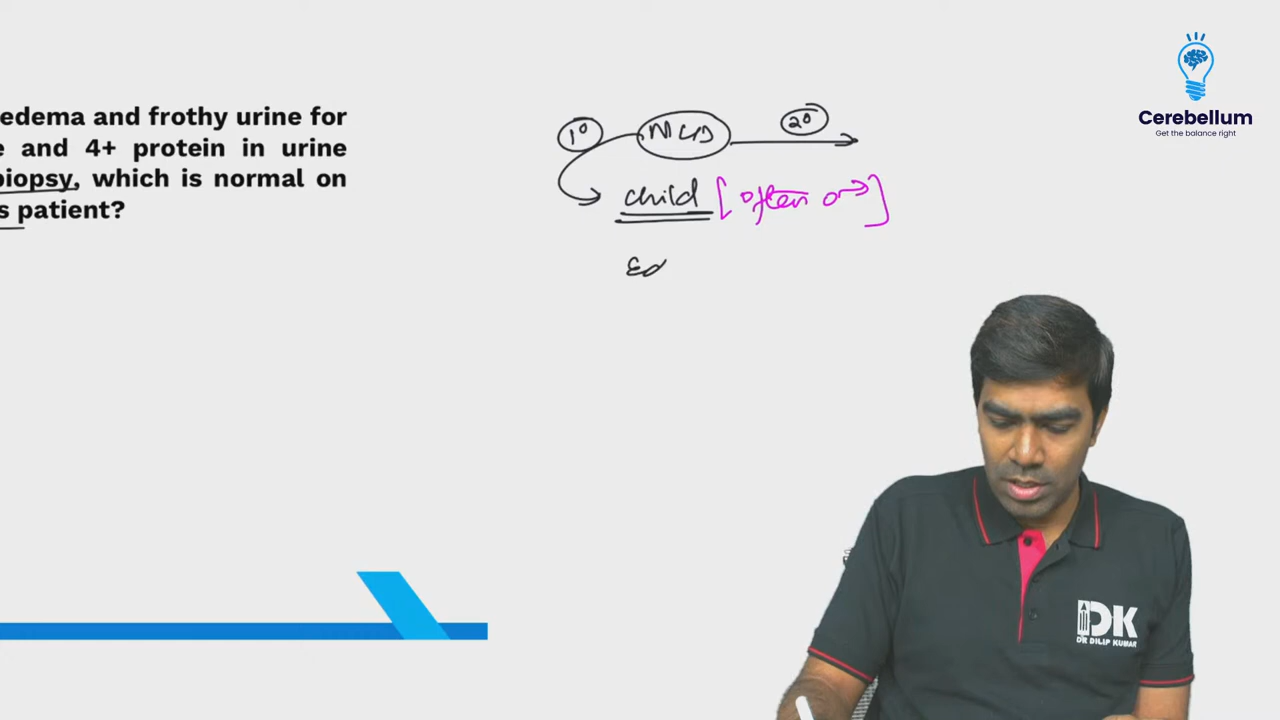 edema and frothy urine for
e and 4+ protein in urine
biopsy, which is normal on
s patient?
1° MCD 2°
child [often ♂]
Ed
Cerebellum
Get the balance right
DK
DR DILIP KUMAR